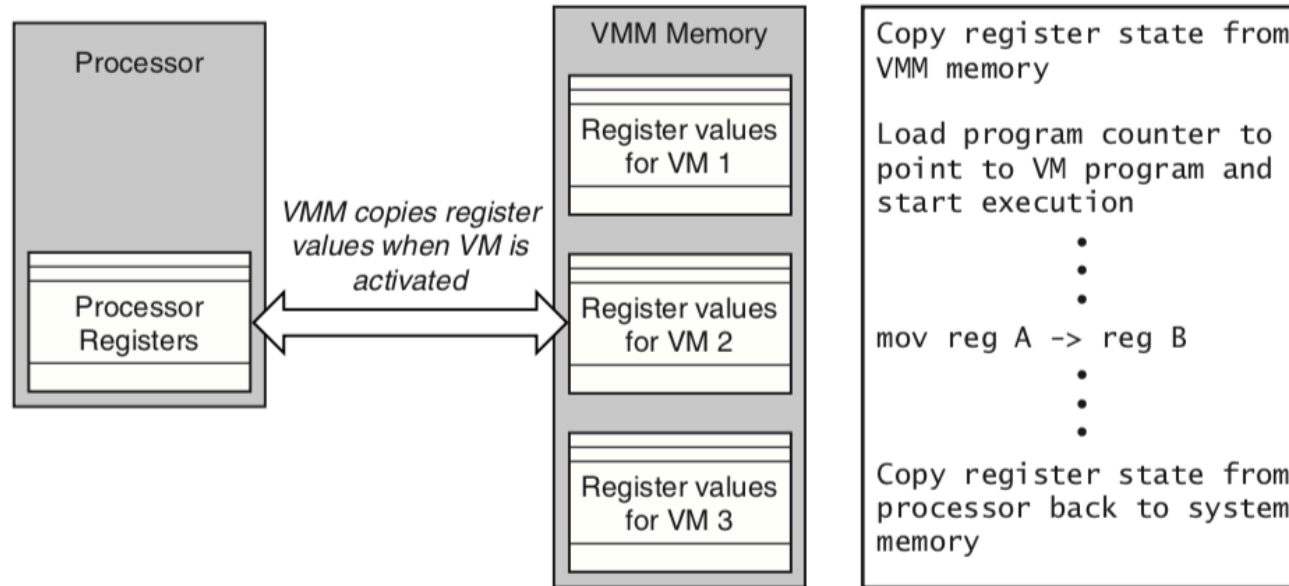 Processor
Processor
Registers
VMM copies register
values when VM is
activated
VMM Memory
Register values
for VM 1
Register values
for VM 2
Register values
for VM 3
Copy register state from
VMM memory
Load program counter to
point to VM program and
start execution
mov reg A -> reg B
Copy register state from
processor back to system
memory